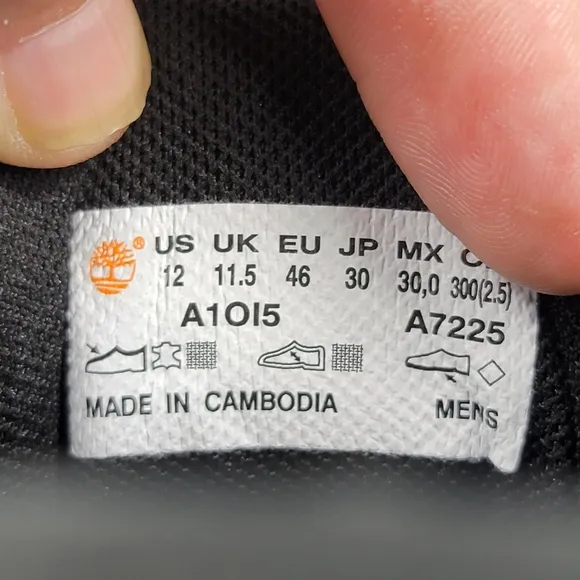 ® US UK EU JP MX
12 11.5 46 30 30,0 300(2.5)
A1OI5 A7225
MADE IN CAMBODIA MENS